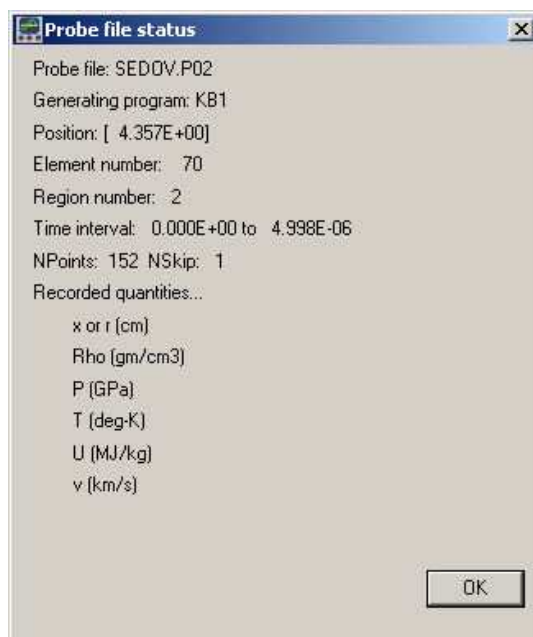 Probe file status
Probe file: SEDOV.P02
Generating program: KB1
Position: [ 4.357E+00]
Element number: 70
Region number: 2
Time interval: 0.000E+00 to 4.998E-06
NPoints: 152 NSkip: 1
Recorded quantities...
x or r (cm)
Rho (gm/cm3)
P (GPa)
T (deg-K)
U (MJ/kg)
v (km/s)
OK